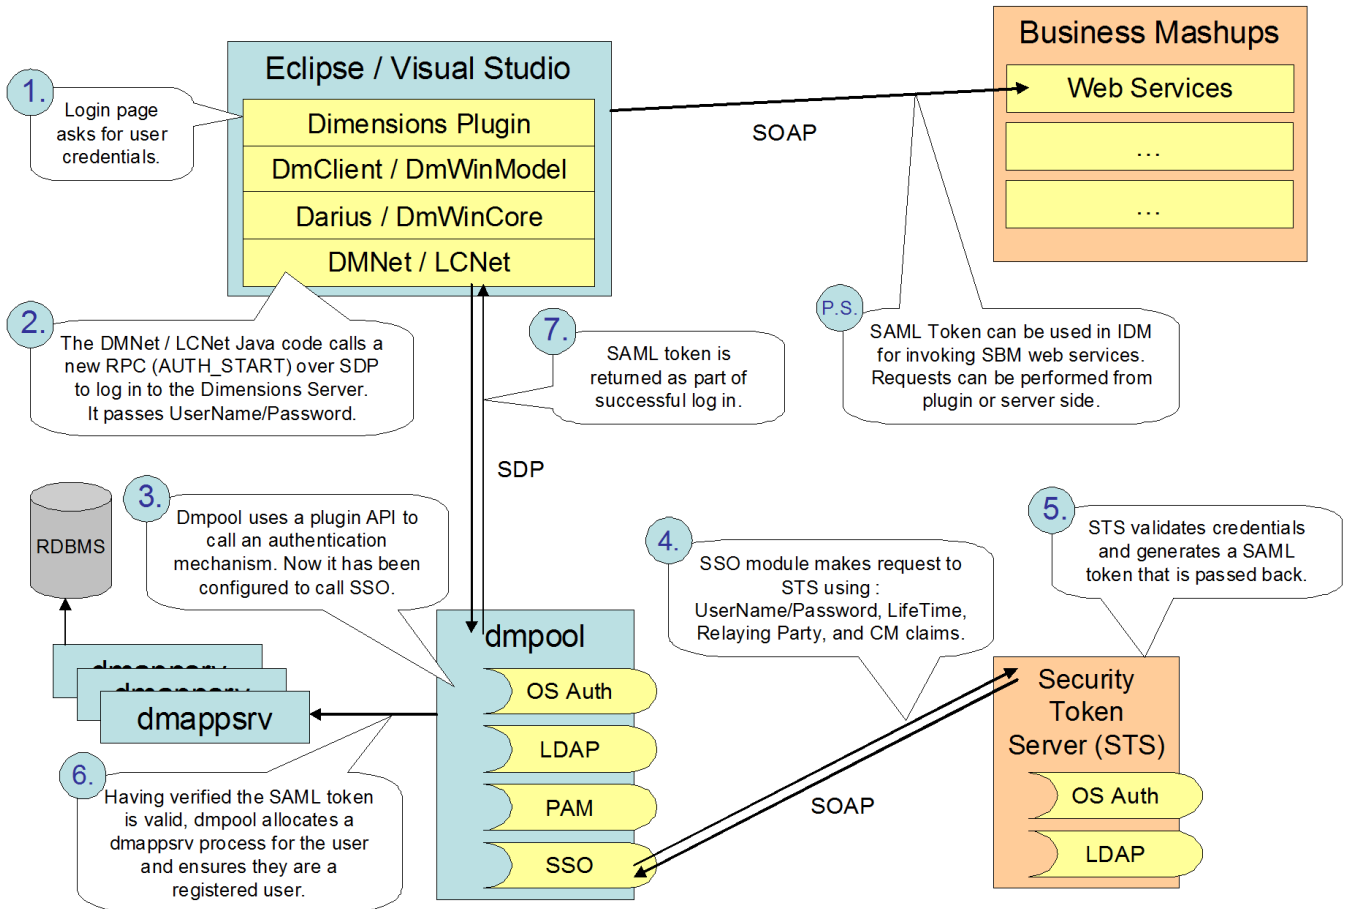 Business Mashups
Web Services
...
...
Eclipse / Visual Studio
Dimensions Plugin
DmClient / DmWinModel
Darius / DmWinCore
DMNet / LCNet
SOAP
1.
Login page
asks for user
credentials.
2.
The DMNet / LCNet Java code calls a
new RPC (AUTH_START) over SDP
to log in to the Dimensions Server.
It passes UserName/Password.
7.
SAML token is
returned as part of
successful log in.
P.S.
SAML Token can be used in IDM
for invoking SBM web services.
Requests can be performed from
plugin or server side.
SDP
RDBMS
3.
Dmpool uses a plugin API to
call an authentication
mechanism. Now it has been
configured to call SSO.
4.
SSO module makes request to
STS using :
UserName/Password, LifeTime,
Relaying Party, and CM claims.
5.
STS validates credentials
and generates a SAML
token that is passed back.
dmpool
OS Auth
LDAP
PAM
SSO
dmappsrv
dmappsrv
dmappsrv
6.
Having verified the SAML token
is valid, dmpool allocates a
dmappsrv process for the user
and ensures they are a
registered user.
SOAP
Security
Token
Server (STS)
OS Auth
LDAP